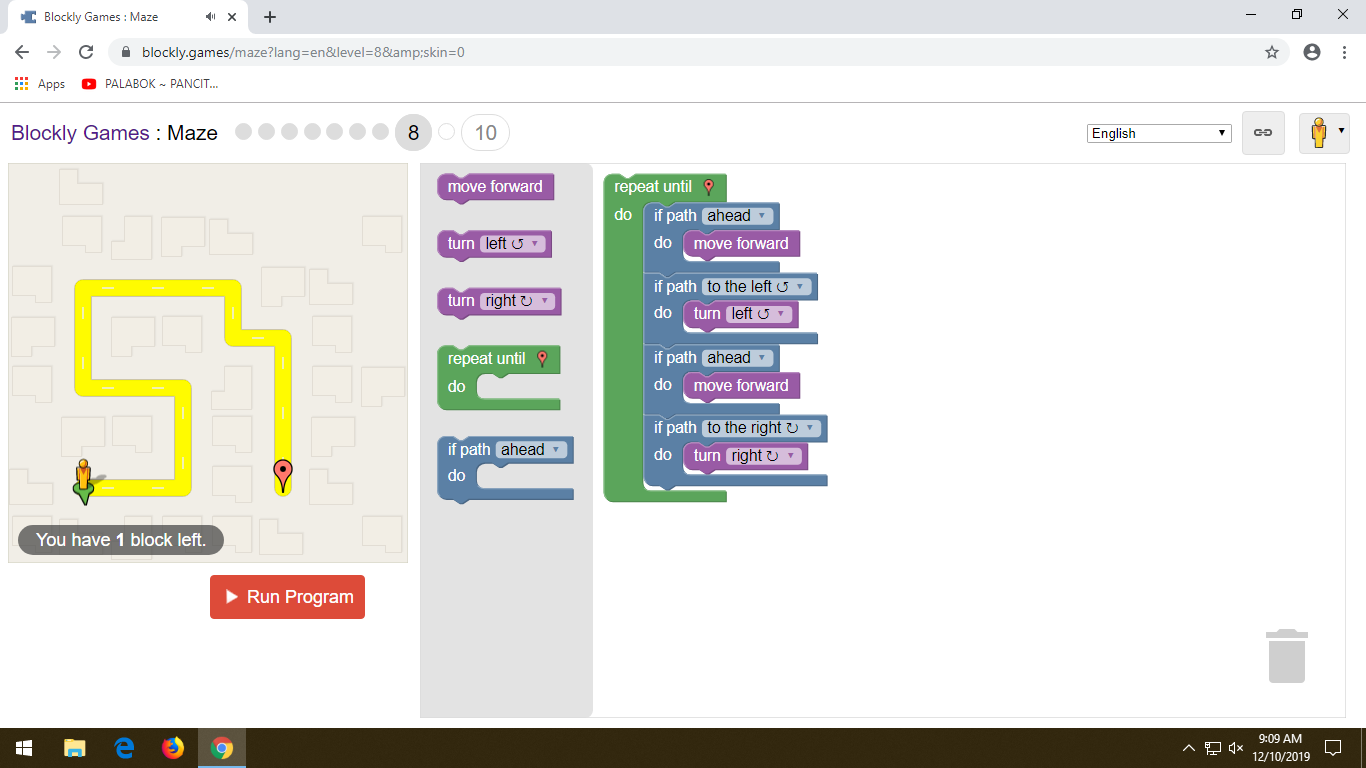 Blockly Games : Maze
blockly.games/maze?lang=en&level=8&amp;skin=0
Apps
PALABOK ~ PANCIT...
Blockly Games : Maze
8
10
English
move forward
turn left ↺
turn right ↻
repeat until
do
if path ahead
do
repeat until
do
if path ahead
do
move forward
if path to the left ↺
do
turn left ↺
if path ahead
do
move forward
if path to the right ↻
do
turn right ↻
You have 1 block left.
Run Program
9:09 AM
12/10/2019